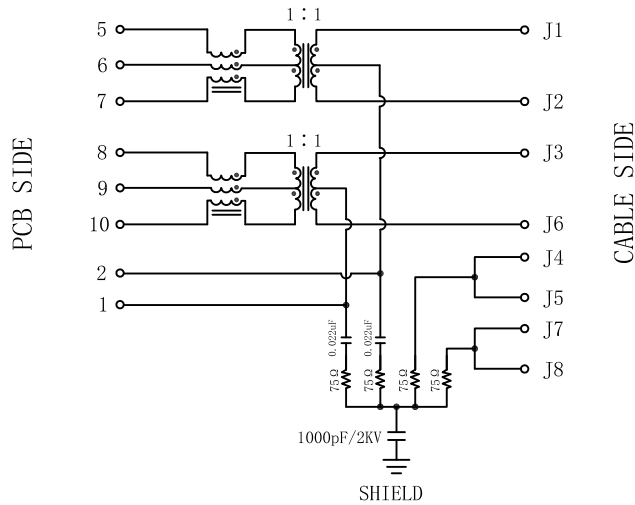 1 : 1
5
J1
6
7
J2
PCB SIDE
CABLE SIDE
1 : 1
8
J3
9
10
J6
2
J4
1
J5
0.022uF
0.022uF
J7
75Ω
75Ω
75Ω
75Ω
J8
1000pF/2KV
SHIELD